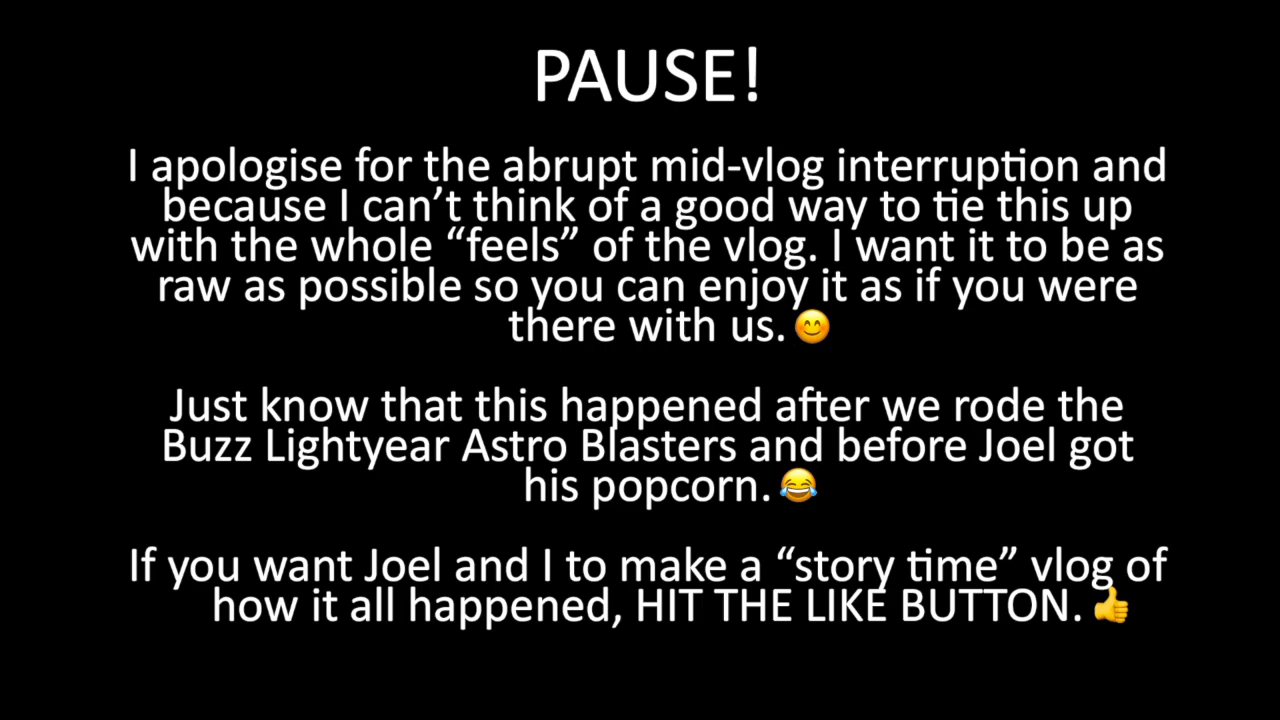 PAUSE!
I apologise for the abrupt mid-vlog interruption and
because I can’t think of a good way to tie this up
with the whole “feels” of the vlog. I want it to be as
raw as possible so you can enjoy it as if you were
there with us. 😊
Just know that this happened after we rode the
Buzz Lightyear Astro Blasters and before Joel got
his popcorn. 😂
If you want Joel and I to make a “story time” vlog of
how it all happened, HIT THE LIKE BUTTON. 👍